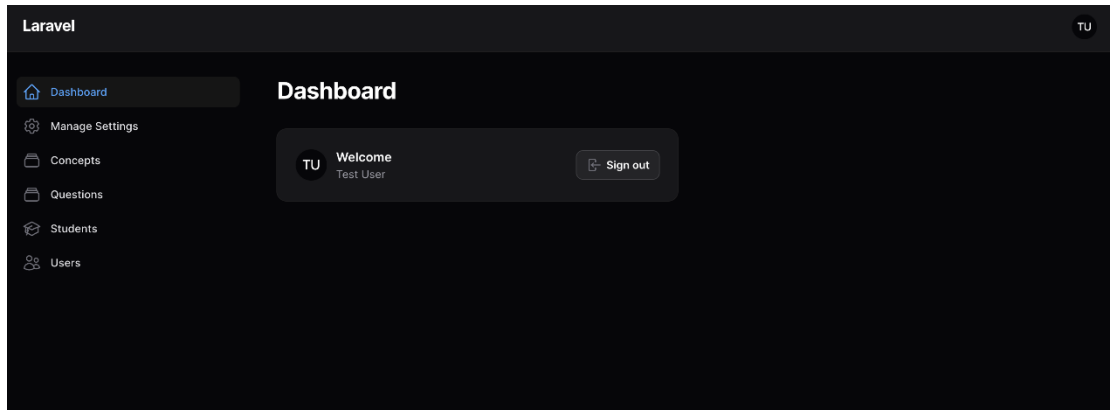 Laravel
TU
Dashboard
Manage Settings
Concepts
Questions
Students
Users
Dashboard
TU
Welcome
Test User
Sign out